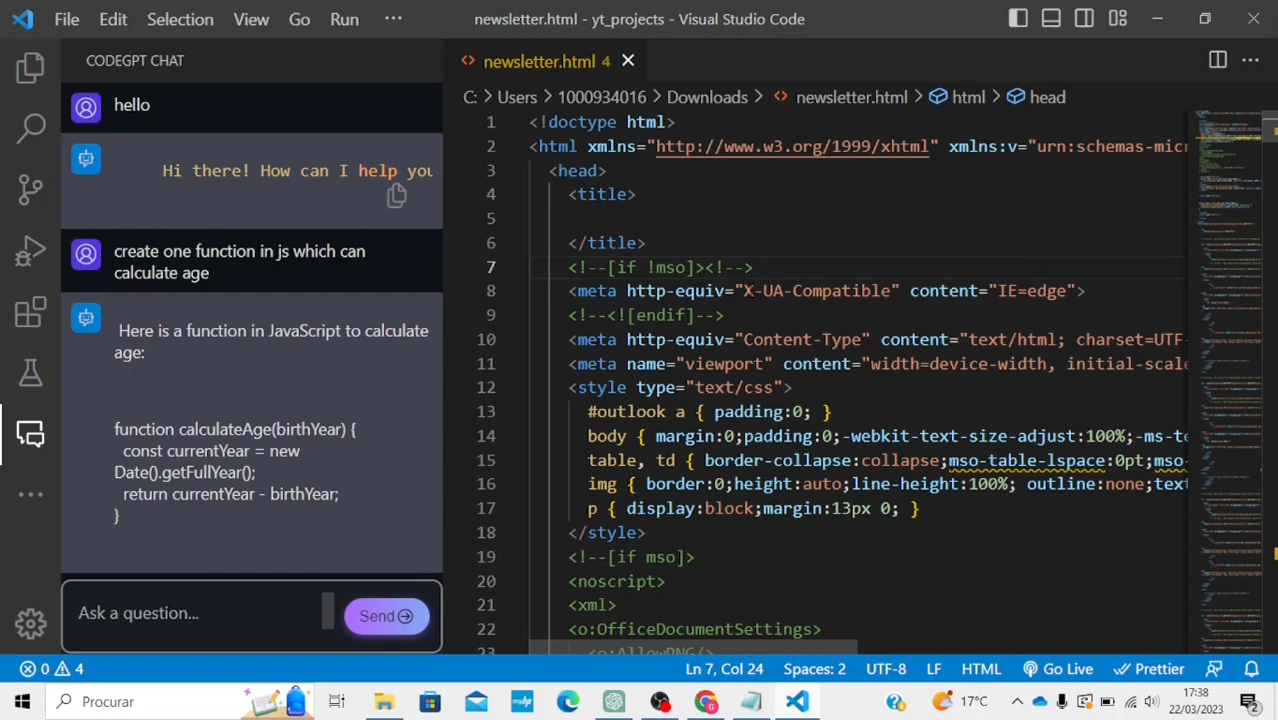 File Edit Selection View Go Run ···
newsletter.html - yt_projects - Visual Studio Code
CODEGPT CHAT
hello
Hi there! How can i help you
create one function in js which can
calculate age
Here is a function in JavaScript to calculate
age:
function calculateAge(birthYear) {
const currentYear = new
Date().getFullYear();
return currentYear - birthYear;
}
Ask a question...
Send
newsletter.html 4
C: > Users > 1000934016 > Downloads > newsletter.html > html > head
1 <!doctype html>
2 <html xmlns="http://www.w3.org/1999/xhtml" xmlns:v="urn:schemas-micr
3 <head>
4 <title>
5
6 </title>
7 <!--[if !mso]><!-->
8 <meta http-equiv="X-UA-Compatible" content="IE=edge">
9 <!--<![endif]-->
10 <meta http-equiv="Content-Type" content="text/html; charset=UTF-
11 <meta name="viewport" content="width=device-width, initial-scale
12 <style type="text/css">
13 #outlook a { padding:0; }
14 body { margin:0;padding:0;-webkit-text-size-adjust:100%;-ms-te
15 table, td { border-collapse:collapse;mso-table-lspace:0pt;mso-
16 img { border:0;height:auto;line-height:100%; outline:none;text
17 p { display:block;margin:13px 0; }
18 </style>
19 <!--[if mso]>
20 <noscript>
21 <xml>
22 <o:OfficeDocumentSettings>
23 <o:AllowPNG/>
0 4
Ln 7, Col 24 Spaces: 2 UTF-8 LF HTML Go Live Prettier
Procurar
17°C
17:38
22/03/2023
2